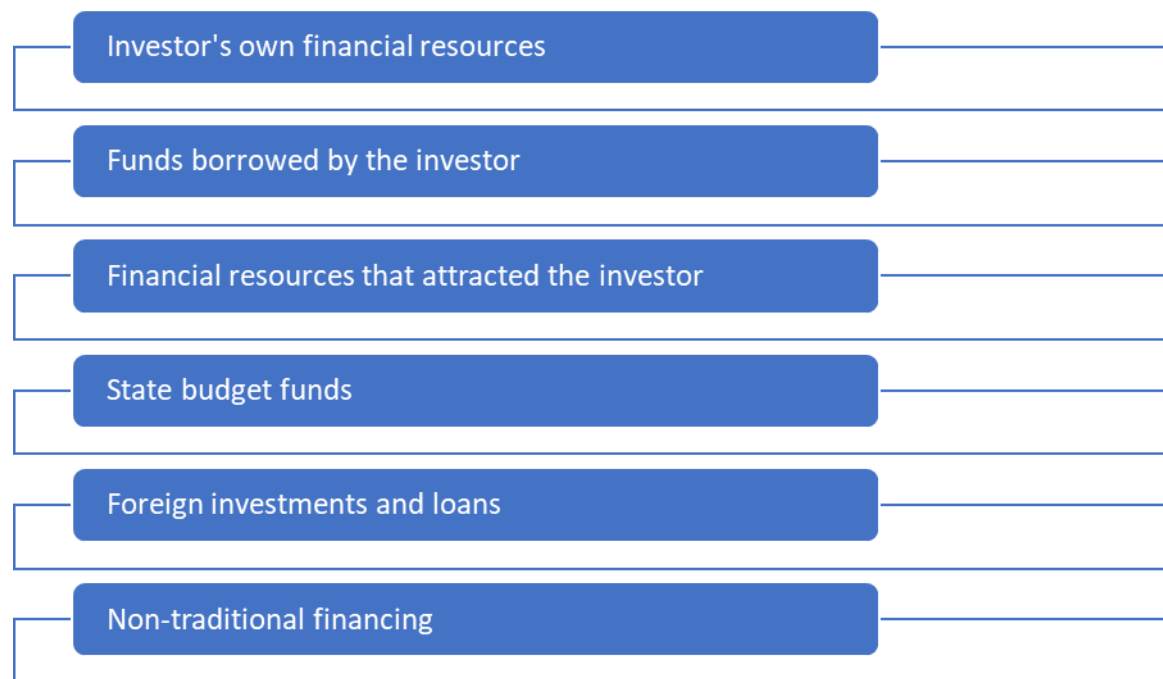 Investor's own financial resources
Funds borrowed by the investor
Financial resources that attracted the investor
State budget funds
Foreign investments and loans
Non-traditional financing